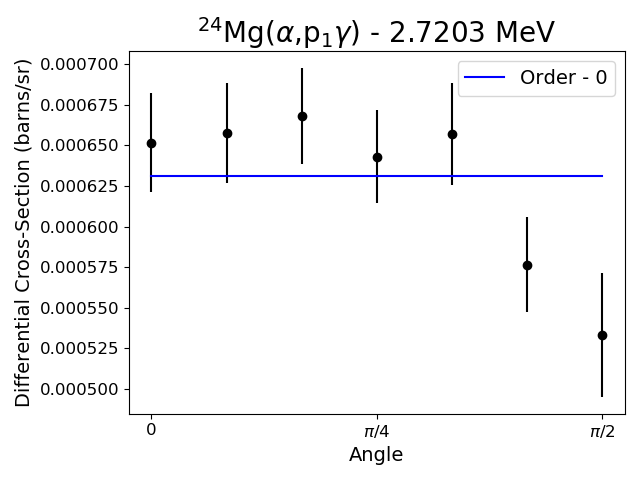 ²⁴Mg(α,p₁γ) - 2.7203 MeV
Differential Cross-Section (barns/sr)
0.000700
0.000675
0.000650
0.000625
0.000600
0.000575
0.000550
0.000525
0.000500
Order - 0
0
π/4
π/2
Angle